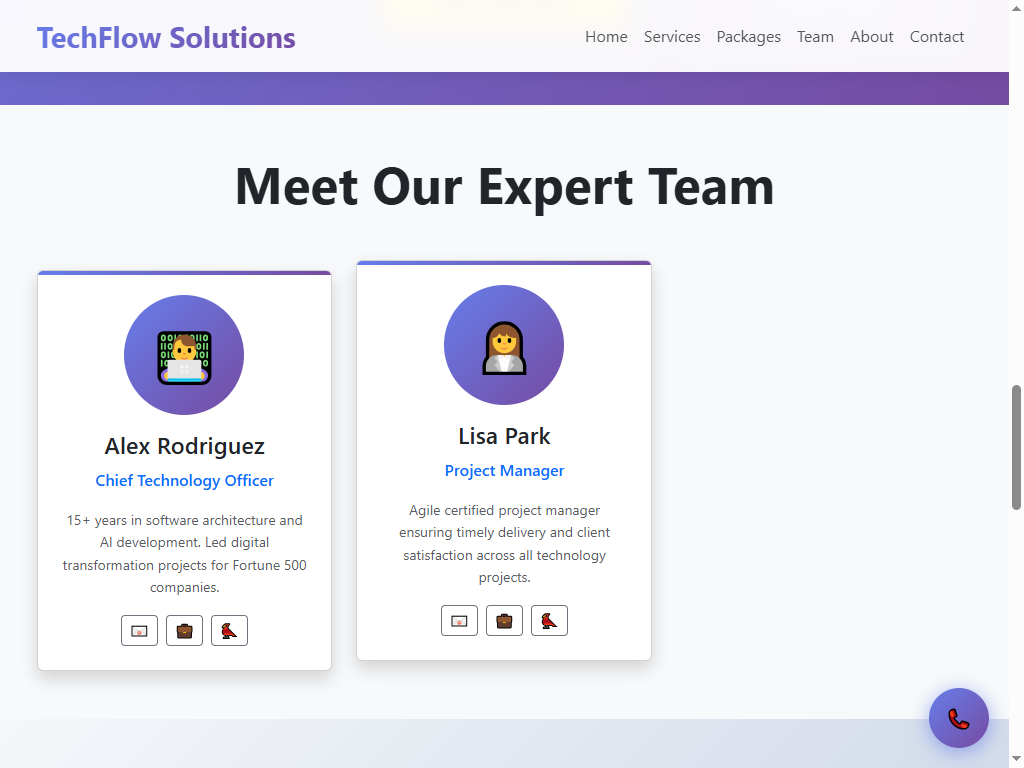 TechFlow Solutions
Home Services Packages Team About Contact
Meet Our Expert Team
Alex Rodriguez
Chief Technology Officer
15+ years in software architecture and
AI development. Led digital
transformation projects for Fortune 500
companies.
Lisa Park
Project Manager
Agile certified project manager
ensuring timely delivery and client
satisfaction across all technology
projects.